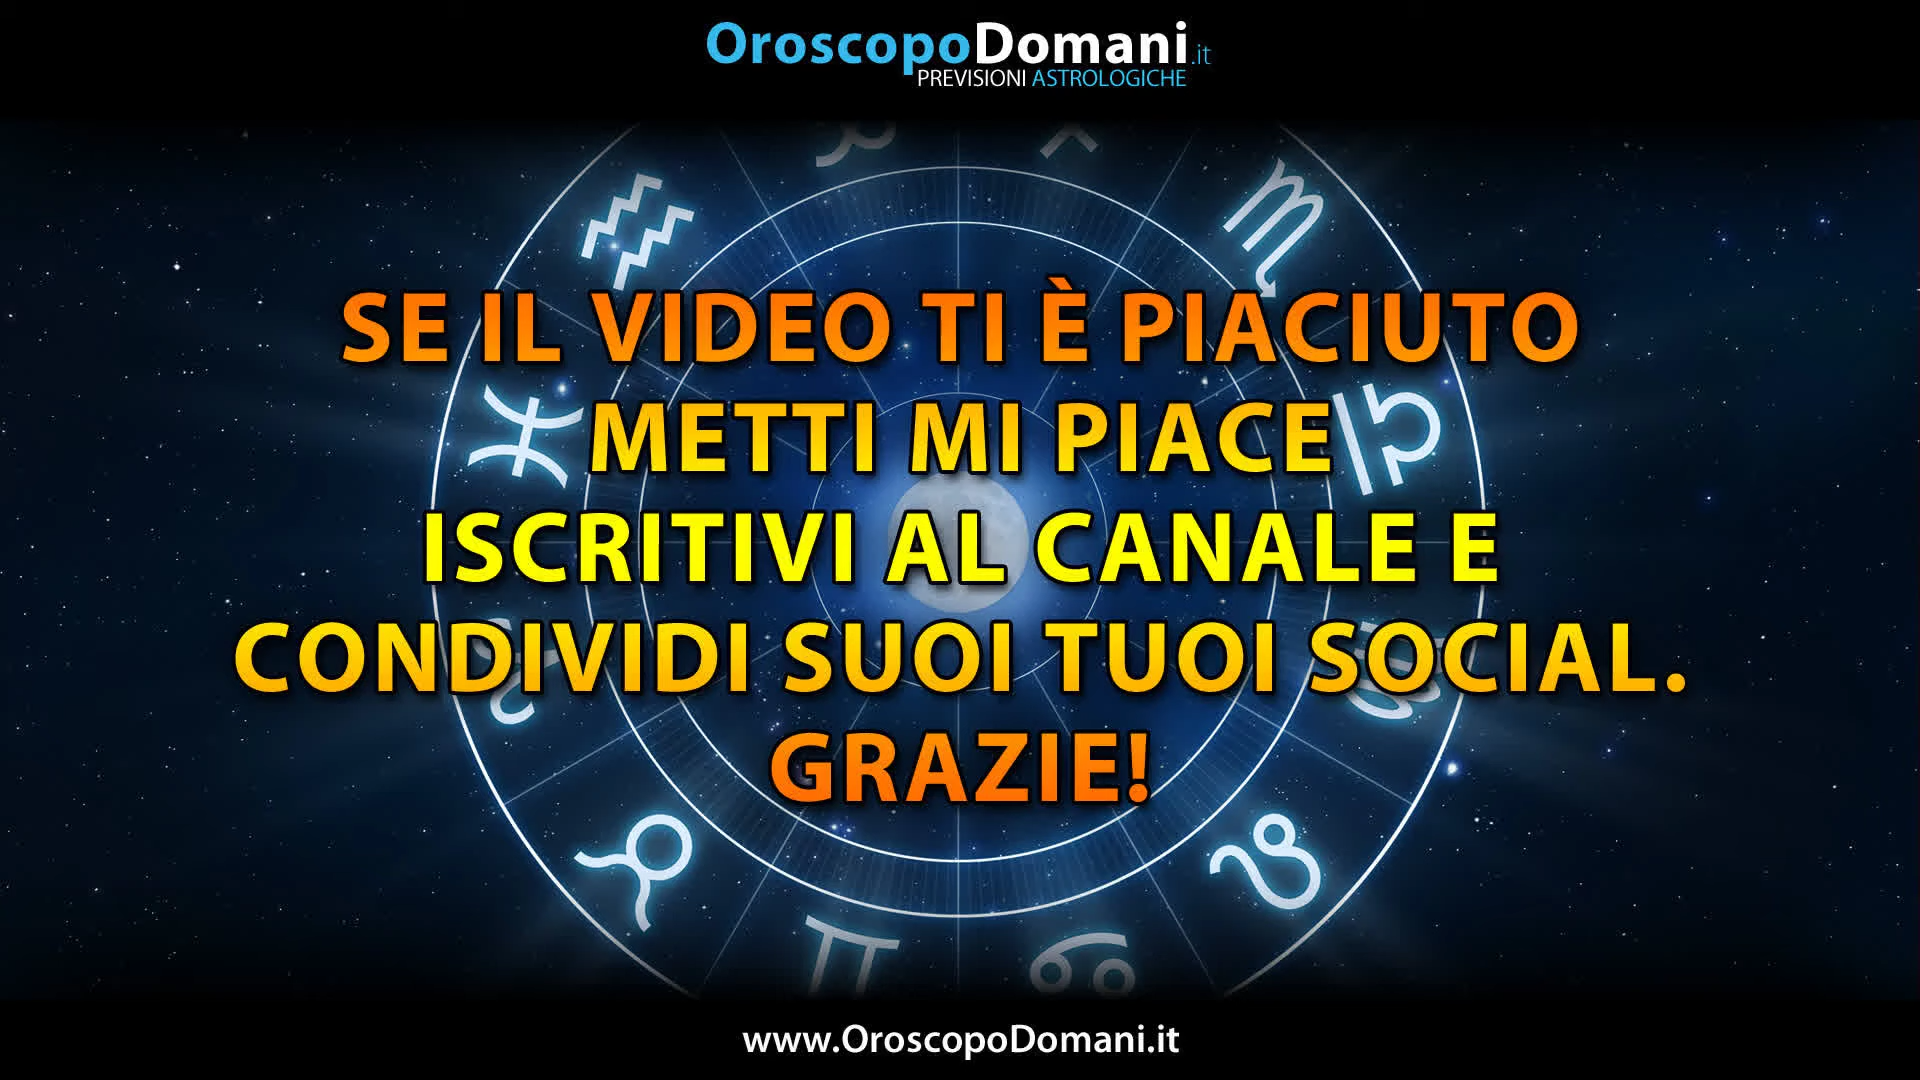 OroscopoDomani.it
PREVISIONI ASTROLOGICHE
SE IL VIDEO TI È PIACIUTO
METTI MI PIACE
ISCRITIVI AL CANALE E
CONDIVIDI SUOI TUOI SOCIAL.
GRAZIE!
www.OroscopoDomani.it